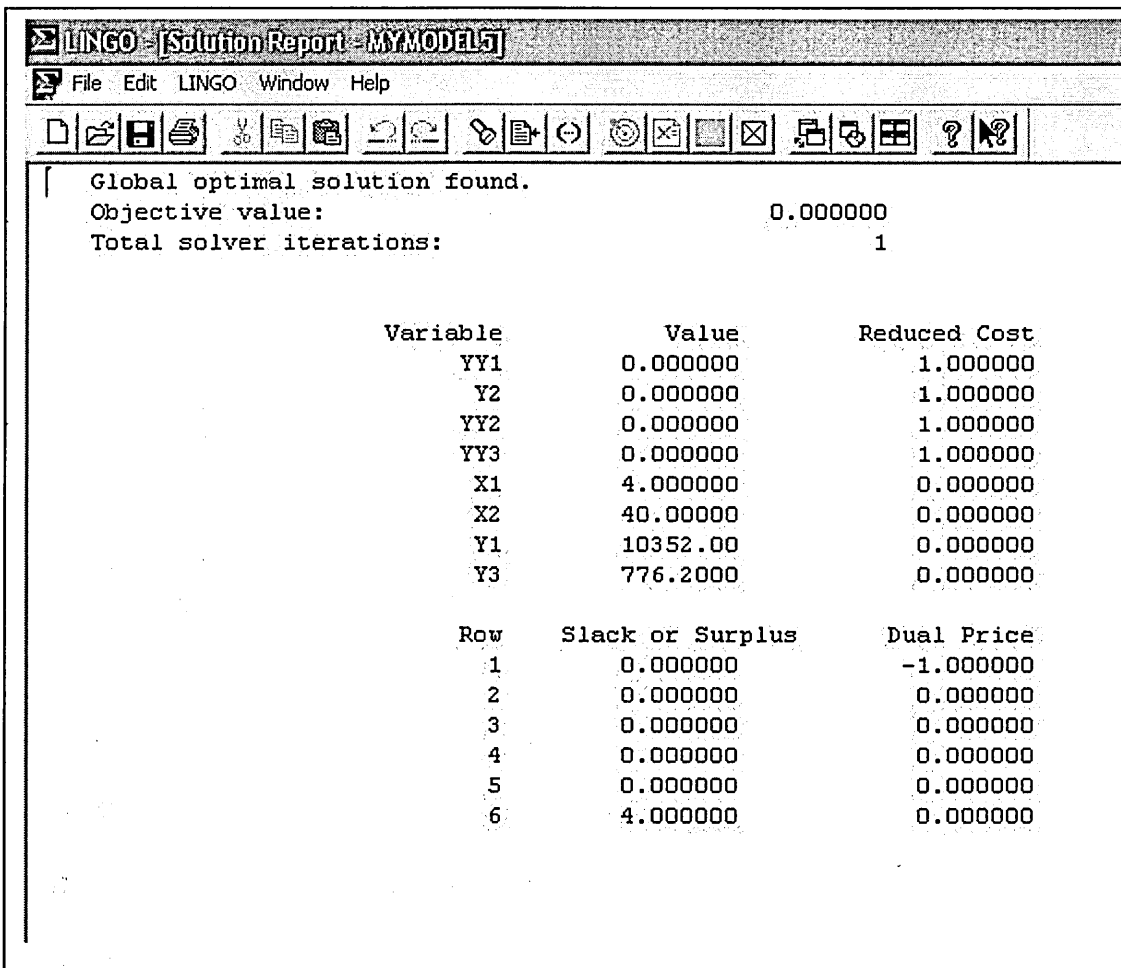 LINGO - [Solution Report - MYMODEL5]
File Edit LINGO Window Help
Global optimal solution found.
Objective value: 0.000000
Total solver iterations: 1
Variable Value Reduced Cost
YY1 0.000000 1.000000
Y2 0.000000 1.000000
YY2 0.000000 1.000000
YY3 0.000000 1.000000
X1 4.000000 0.000000
X2 40.00000 0.000000
Y1 10352.00 0.000000
Y3 776.2000 0.000000
Row Slack or Surplus Dual Price
1 0.000000 -1.000000
2 0.000000 0.000000
3 0.000000 0.000000
4 0.000000 0.000000
5 0.000000 0.000000
6 4.000000 0.000000